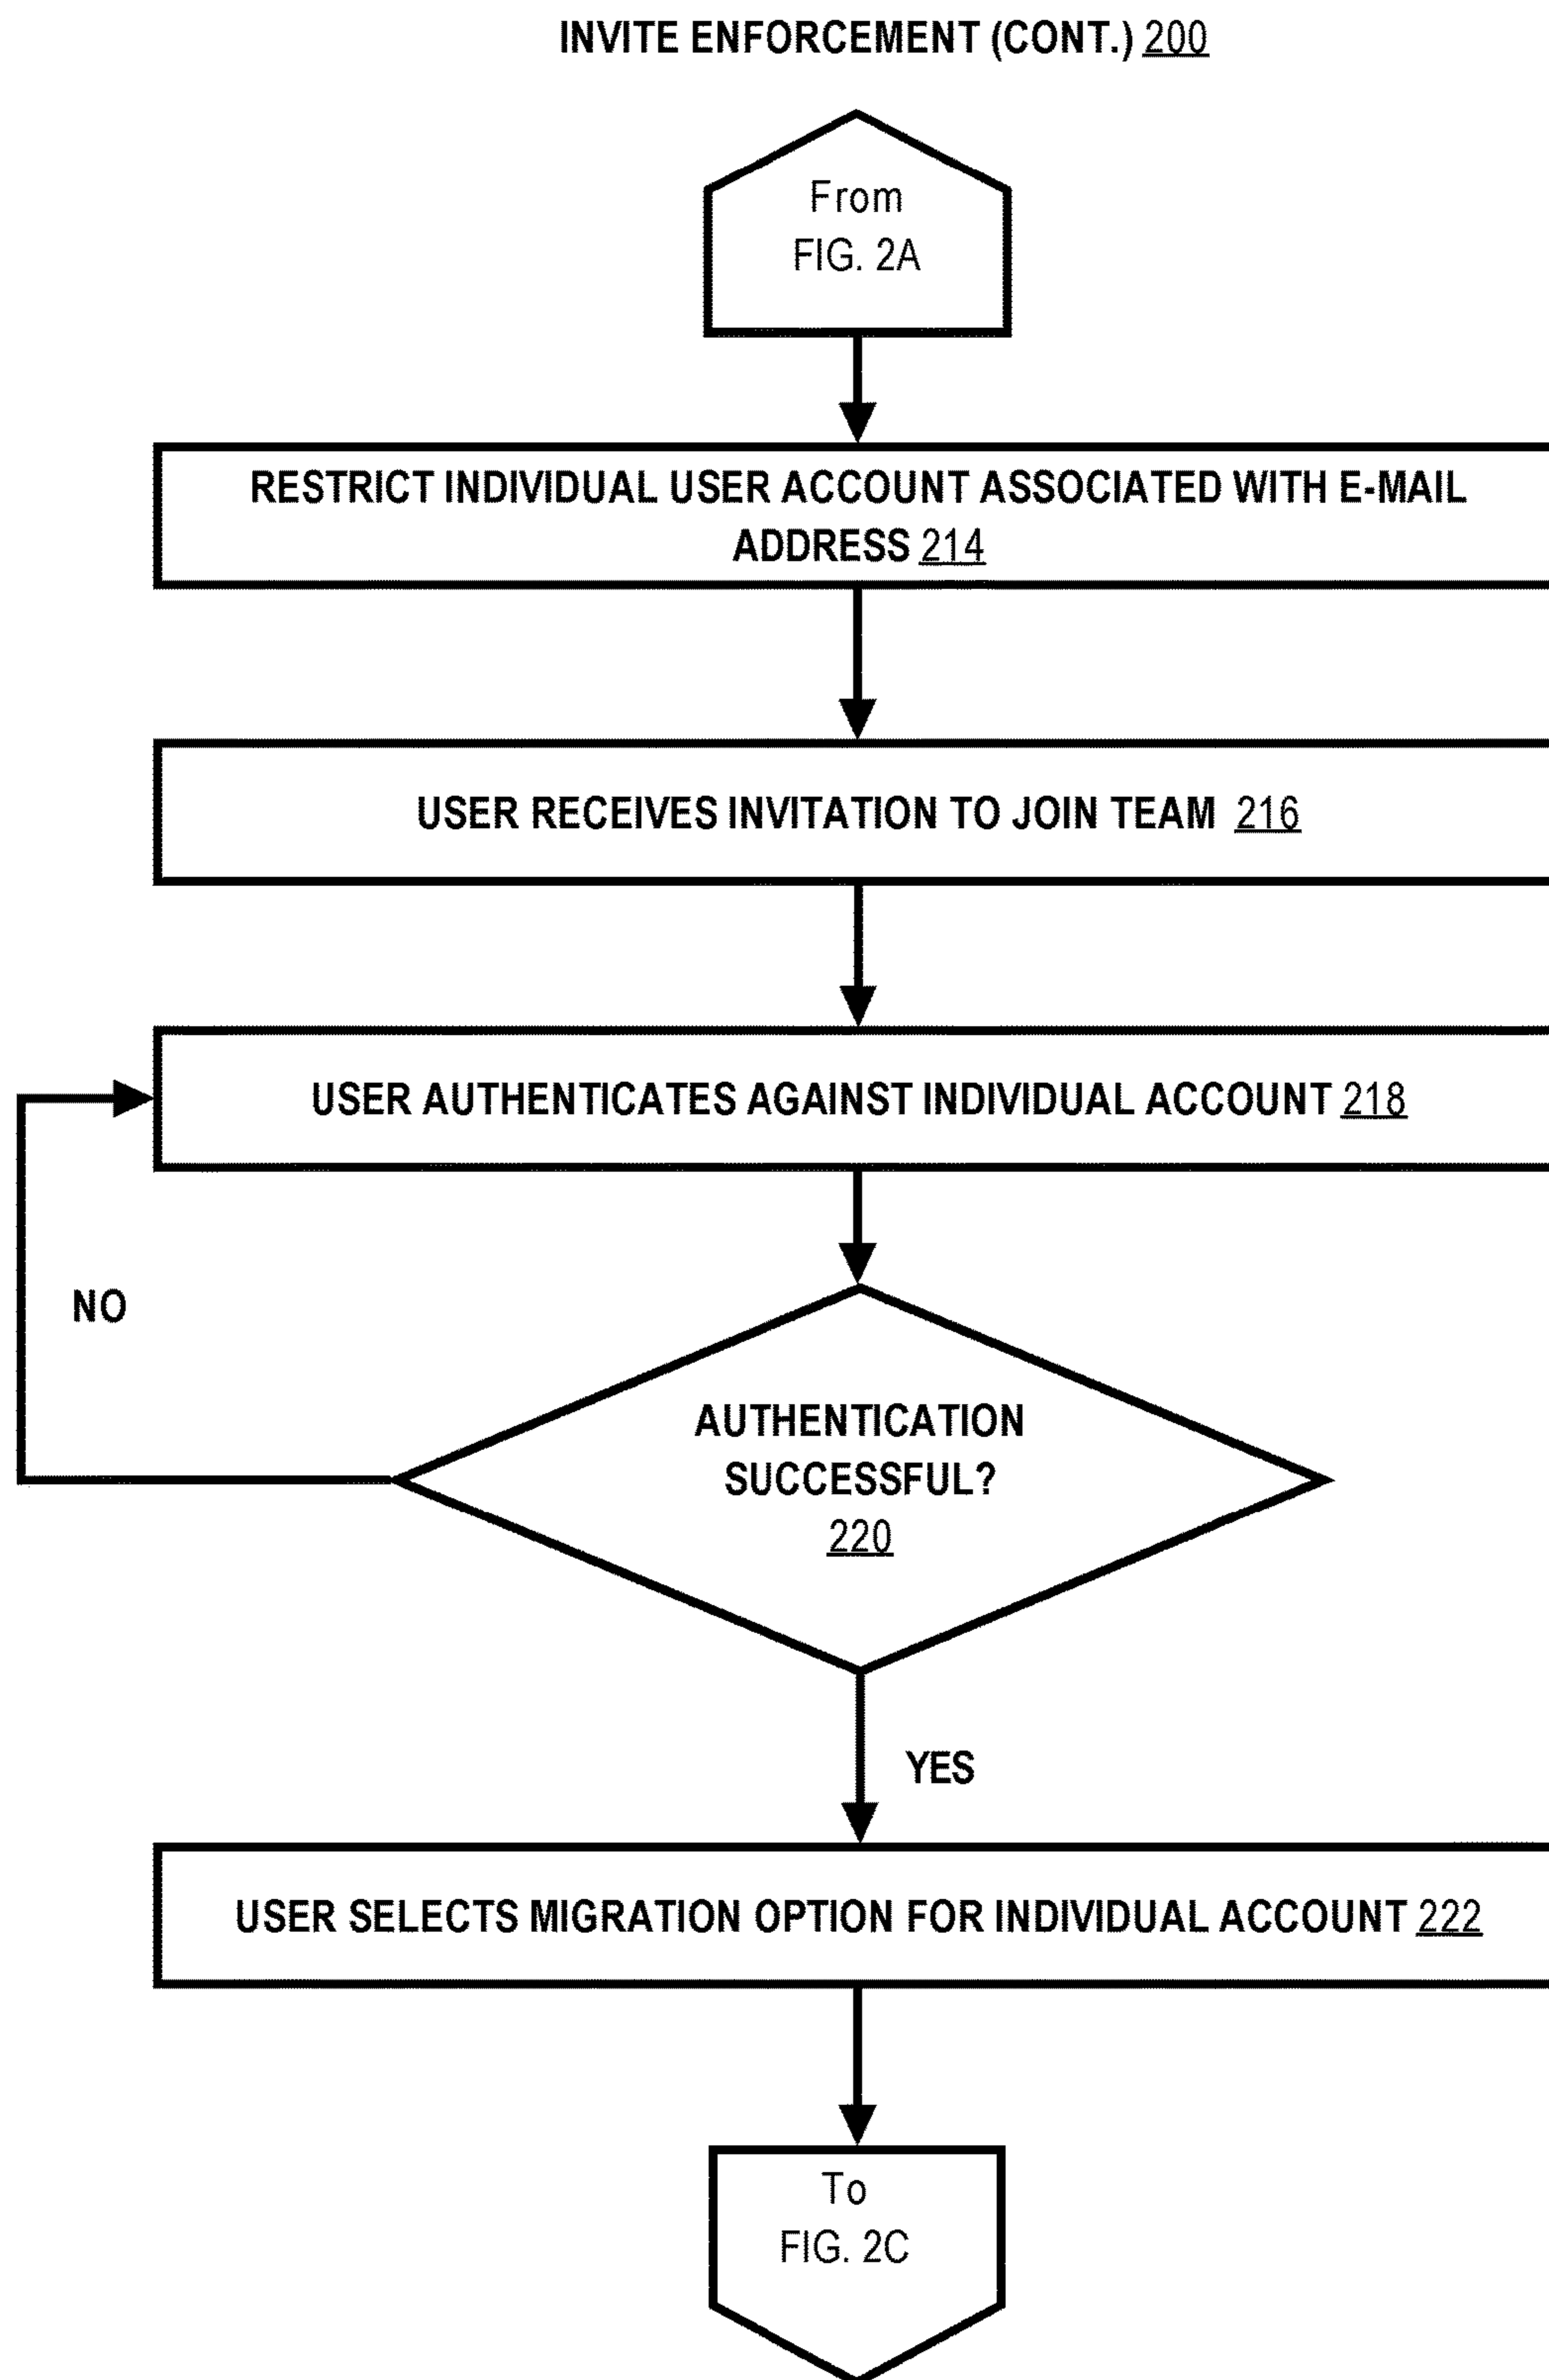 INVITE ENFORCEMENT (CONT.) 200
From
FIG. 2A
RESTRICT INDIVIDUAL USER ACCOUNT ASSOCIATED WITH E-MAIL
ADDRESS 214
USER RECEIVES INVITATION TO JOIN TEAM 216
USER AUTHENTICATES AGAINST INDIVIDUAL ACCOUNT 218
NO
AUTHENTICATION
SUCCESSFUL?
220
YES
USER SELECTS MIGRATION OPTION FOR INDIVIDUAL ACCOUNT 222
To
FIG. 2C